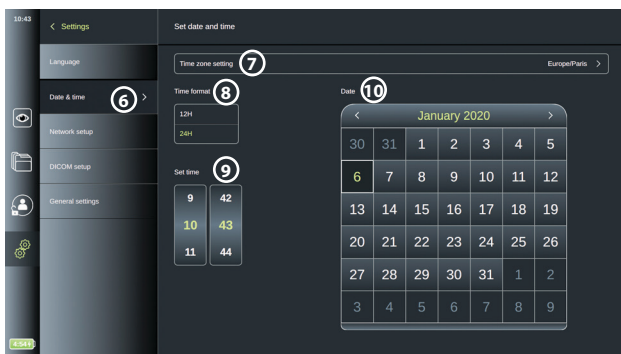 10:43
Settings
Set date and time
Language
Time zone setting 7 Europe/Paris
Date & time 6
Time format 8
Date 10
12H
24H
January 2020
Network setup
30 31 1 2 3 4 5
DICOM setup
Set time 9
6 7 8 9 10 11 12
General settings
9 42
10 43
11 44
13 14 15 16 17 18 19
20 21 22 23 24 25 26
27 28 29 30 31 1 2
3 4 5 6 7 8 9
4:54